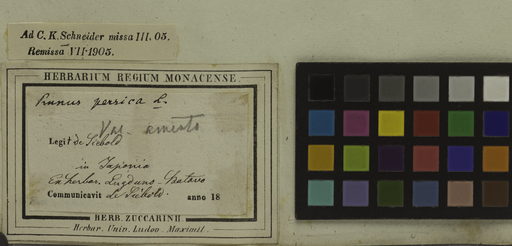 Ad C. K. Schneider missa III. 05.
Remissa VII·1905.
HERBARIUM REGIUM MONACENSE.
Prunus persica L.
Var.
Legit de Siebold
in Japonia
Ex herbar. Lugduno-Batavo
Communicavit de Siebold. anno 18
HERB. ZUCCARINII
Herbar. Univ. Ludov. Maximil.